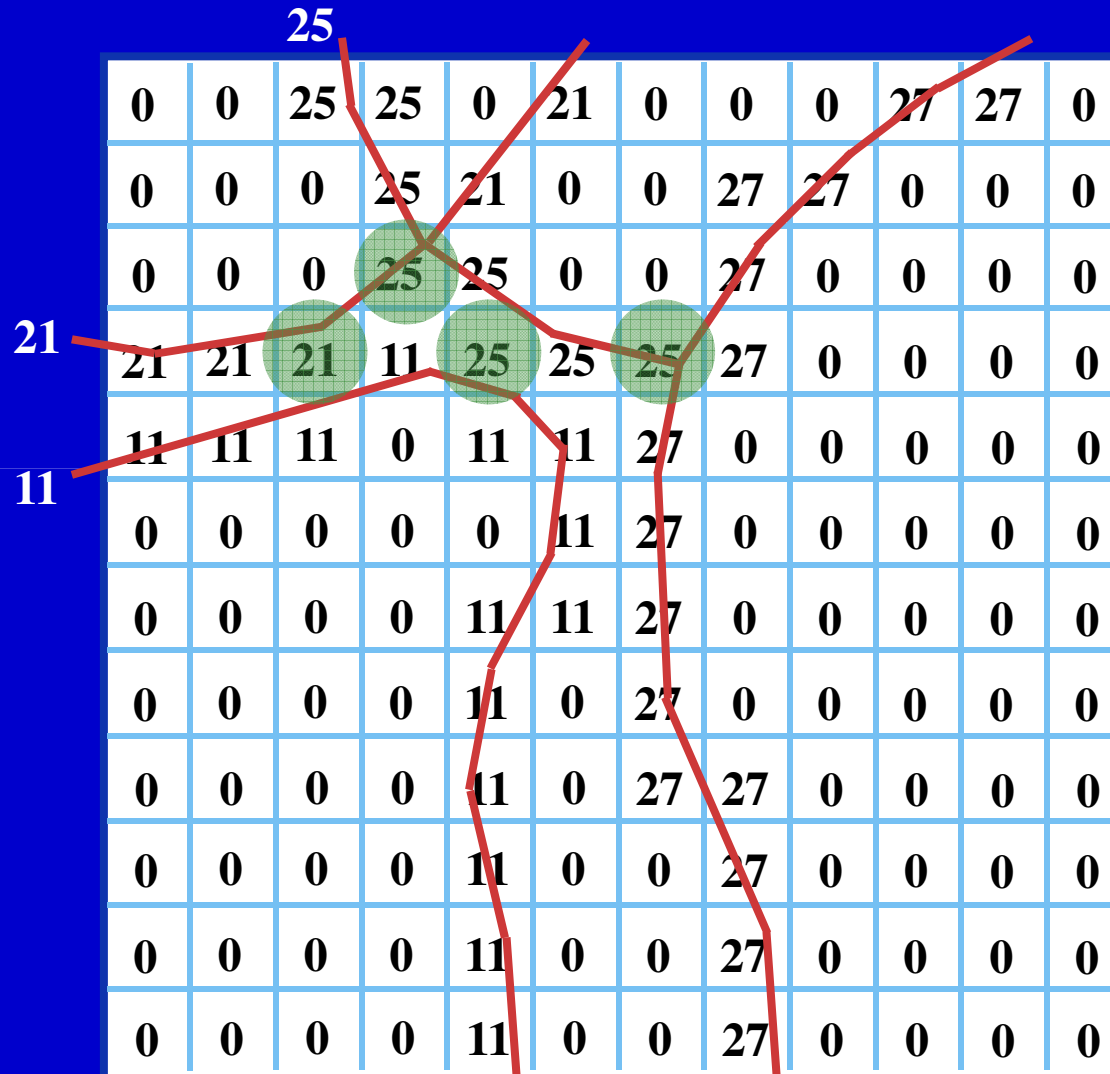 25
0 0 25 25 0 21 0 0 0 27 27 0
0 0 0 25 21 0 0 27 27 0 0 0
0 0 0 25 25 0 0 27 0 0 0 0
21
21 21 21 11 25 25 25 27 0 0 0 0
11 11 11 0 11 11 27 0 0 0 0 0
11
0 0 0 0 0 11 27 0 0 0 0 0
0 0 0 0 11 11 27 0 0 0 0 0
0 0 0 0 11 0 27 0 0 0 0 0
0 0 0 0 11 0 27 27 0 0 0 0
0 0 0 0 11 0 0 27 0 0 0 0
0 0 0 0 11 0 0 27 0 0 0 0
0 0 0 0 11 0 0 27 0 0 0 0